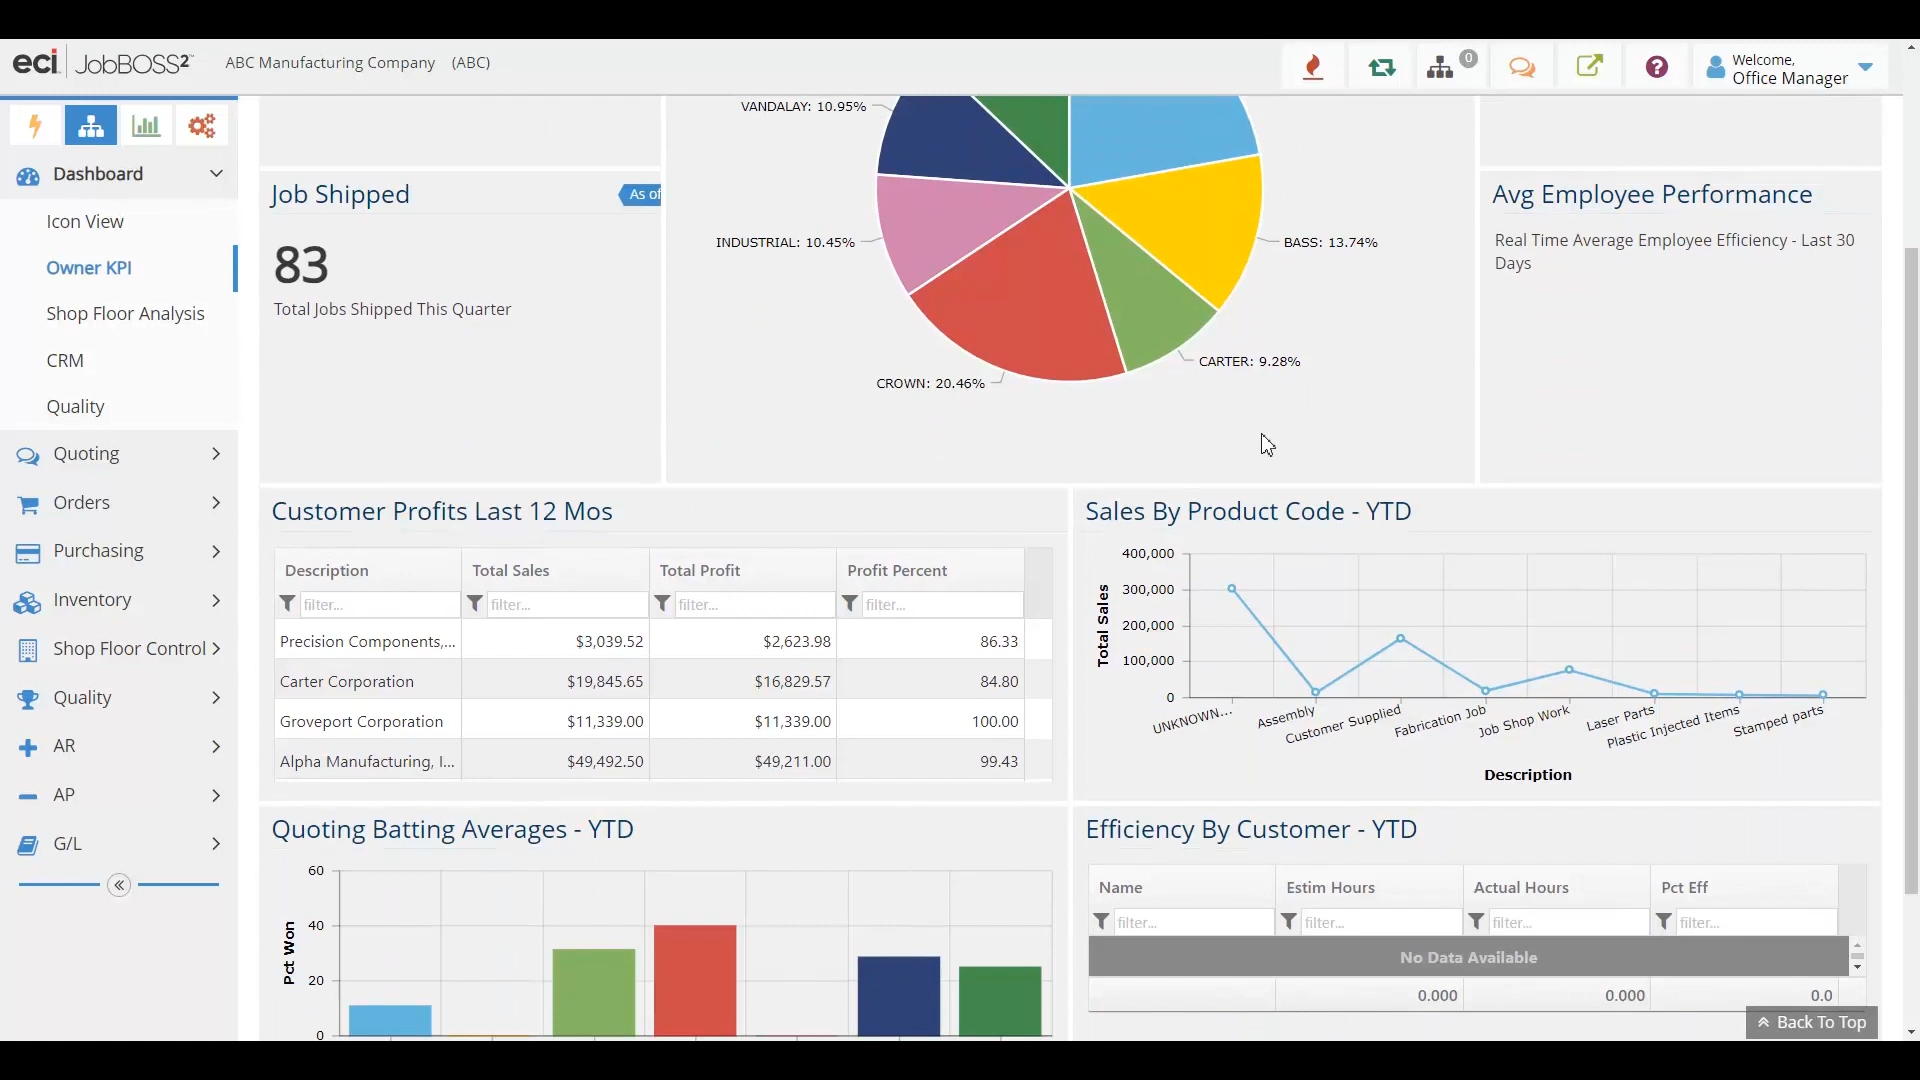 eci JobBOSS²™ ABC Manufacturing Company (ABC)
0
Welcome,
Office Manager
Dashboard
Icon View
Owner KPI
Shop Floor Analysis
CRM
Quality
Quoting
Orders
Purchasing
Inventory
Shop Floor Control
Quality
AR
AP
G/L
Job Shipped
As of
83
Total Jobs Shipped This Quarter
VANDALAY: 10.95%
INDUSTRIAL: 10.45%
CROWN: 20.46%
BASS: 13.74%
CARTER: 9.28%
Avg Employee Performance
Real Time Average Employee Efficiency - Last 30
Days
Customer Profits Last 12 Mos
Description Total Sales Total Profit Profit Percent
filter... filter... filter... filter...
Precision Components,... $3,039.52 $2,623.98 86.33
Carter Corporation $19,845.65 $16,829.57 84.80
Groveport Corporation $11,339.00 $11,339.00 100.00
Alpha Manufacturing, I... $49,492.50 $49,211.00 99.43
Sales By Product Code - YTD
Total Sales
400,000
300,000
200,000
100,000
0
UNKNOWN...
Assembly
Customer Supplied
Fabrication Job
Job Shop Work
Laser Parts
Plastic Injected Items
Stamped parts
Description
Quoting Batting Averages - YTD
Pct Won
60
40
20
0
Efficiency By Customer - YTD
Name Estim Hours Actual Hours Pct Eff
filter... filter... filter... filter...
No Data Available
0.000 0.000 0.0
Back To Top